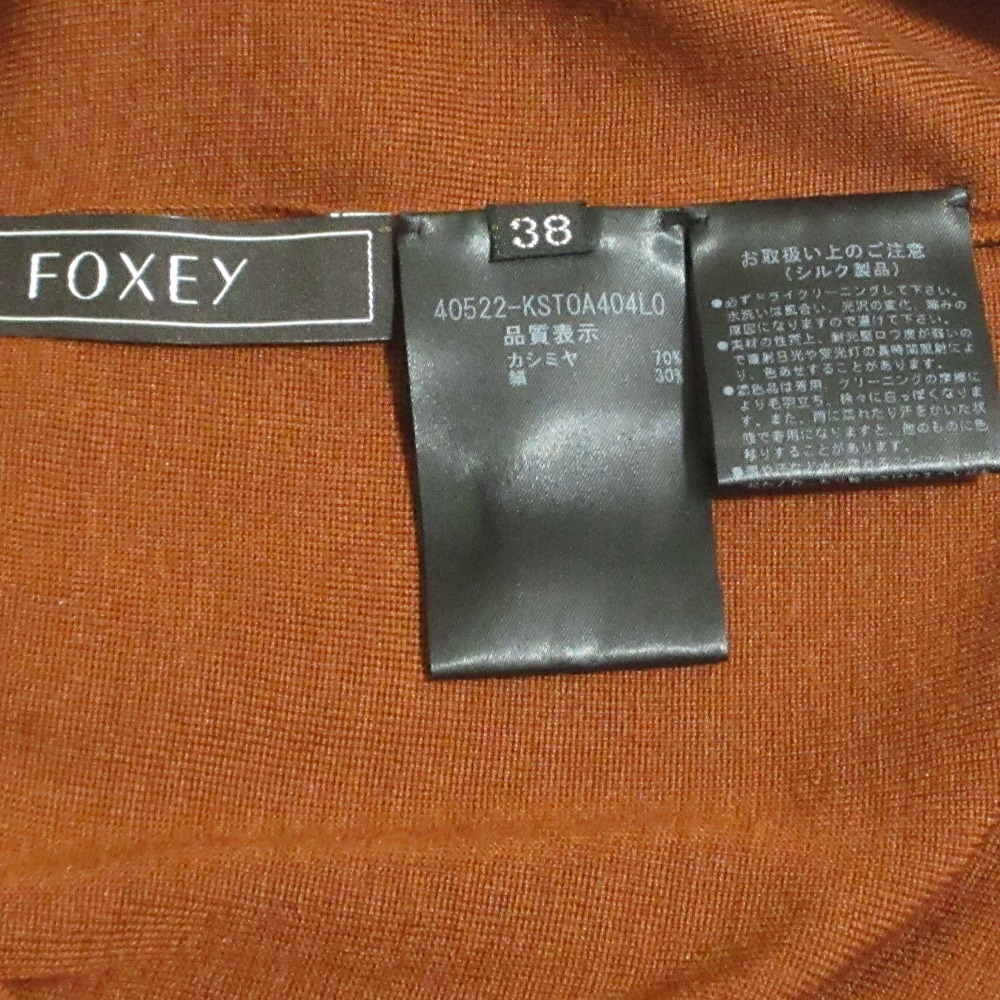 FOXEY
38
40522-KST0A404L0
品質表示
カシミヤ 70%
絹 30%
お取扱い上のご注意
(シルク製品)
●必ずドライクリーニングして下さい。
水洗いは風合い、光沢の変化、縮みの
原因になりますので避けて下さい。
●素材の性質上、耐光堅ロウ度が弱いの
で直射日光や蛍光灯の長時間照射によ
り、色あせすることがあります。
●濃色品は着用、クリーニングの摩擦に
より毛羽立ち、徐々に白っぽくなりま
す。また、雨に濡れたり汗をかいた状
態で着用になりますと、他のものに色
移りすることがあります。